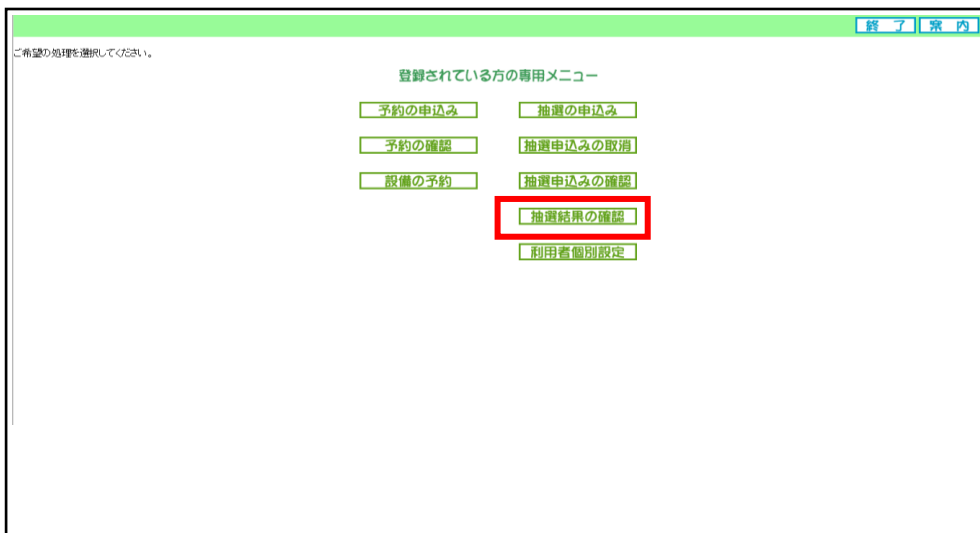 終 了 案 内
ご希望の処理を選択してください。
登録されている方の専用メニュー
予約の申込み 抽選の申込み
予約の確認 抽選申込みの取消
設備の予約 抽選申込みの確認
抽選結果の確認
利用者個別設定